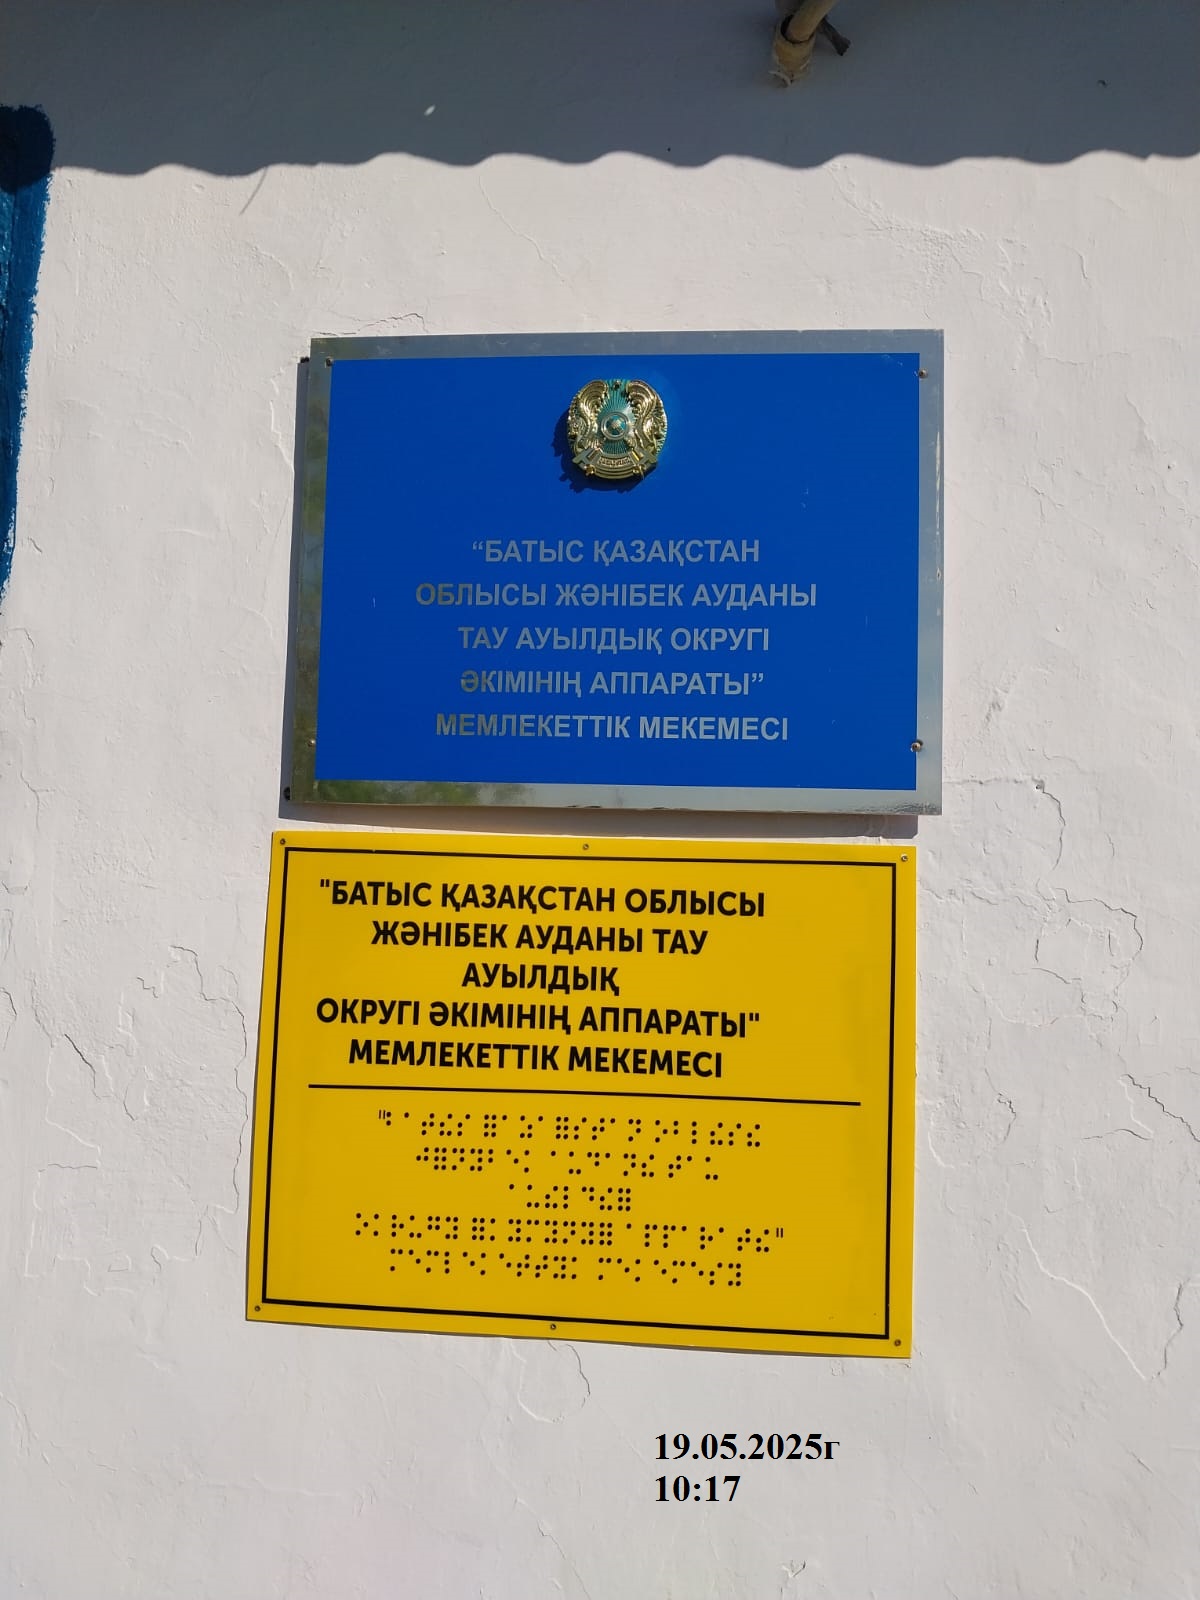 “БАТЫС ҚАЗАҚСТАН
ОБЛЫСЫ ЖӘНІБЕК АУДАНЫ
ТАУ АУЫЛДЫҚ ОКРУГІ
ӘКІМІНІҢ АППАРАТЫ”
МЕМЛЕКЕТТІК МЕКЕМЕСІ
"БАТЫС ҚАЗАҚСТАН ОБЛЫСЫ
ЖӘНІБЕК АУДАНЫ ТАУ
АУЫЛДЫҚ
ОКРУГІ ӘКІМІНІҢ АППАРАТЫ"
МЕМЛЕКЕТТІК МЕКЕМЕСІ
19.05.2025г
10:17